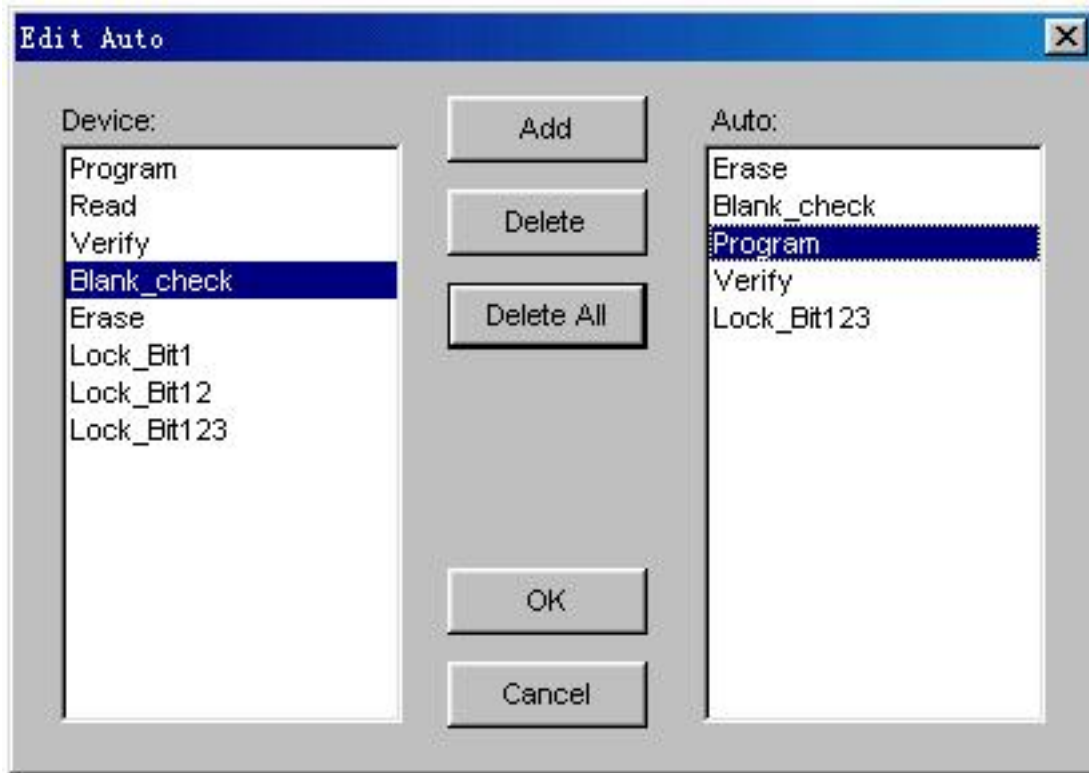 Edit Auto
Device:
Program
Read
Verify
Blank_check
Erase
Lock_Bit1
Lock_Bit12
Lock_Bit123
Add
Delete
Delete All
OK
Cancel
Auto:
Erase
Blank_check
Program
Verify
Lock_Bit123